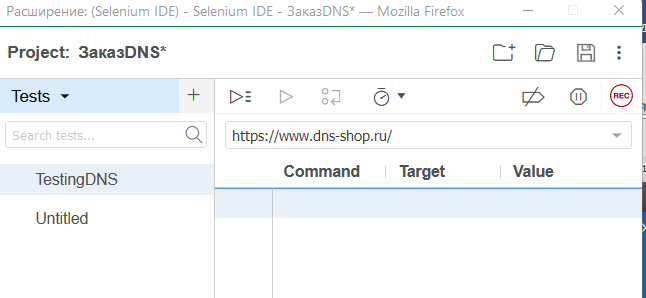 Расширение: (Selenium IDE) - Selenium IDE - ЗаказDNS* — Mozilla Firefox
Project: ЗаказDNS*
Tests
REC
Search tests...
https://www.dns-shop.ru/
Command Target Value
TestingDNS
Untitled